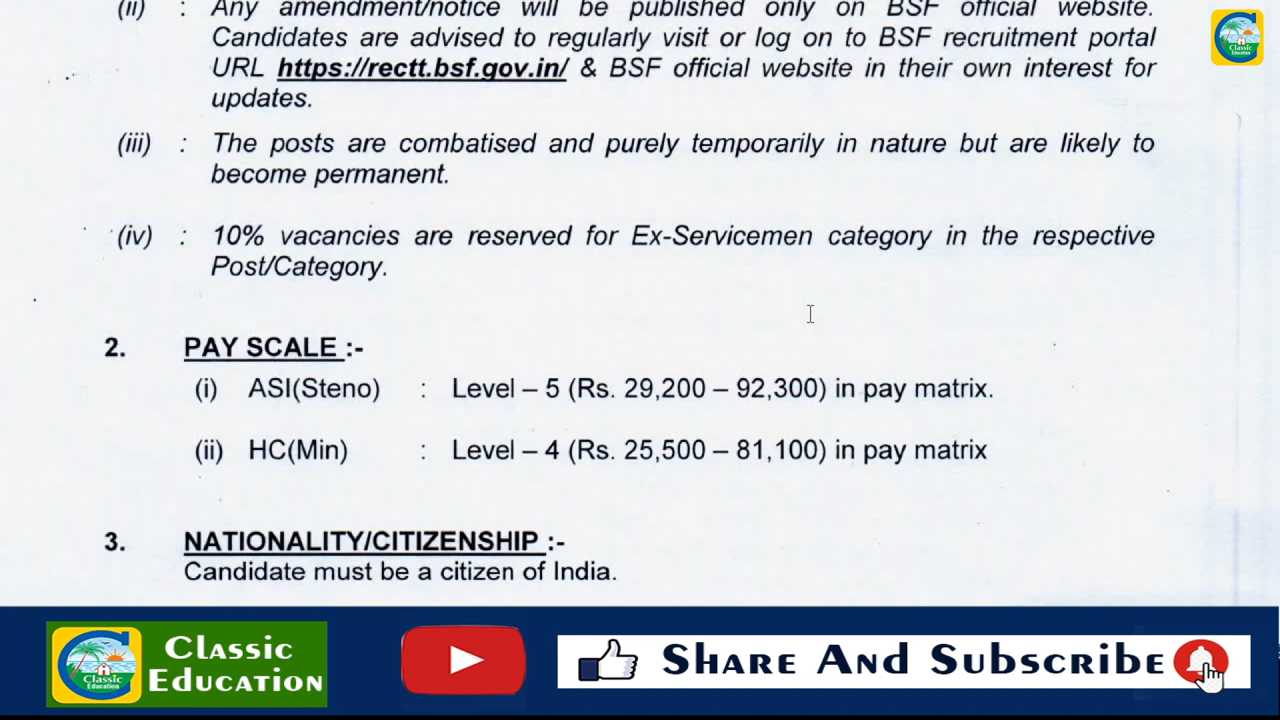 (ii) : Any amendment/notice will be published only on BSF official website.
Candidates are advised to regularly visit or log on to BSF recruitment portal
URL https://rectt.bsf.gov.in/ & BSF official website in their own interest for
updates.
(iii) : The posts are combatised and purely temporarily in nature but are likely to
become permanent.
(iv) : 10% vacancies are reserved for Ex-Servicemen category in the respective
Post/Category.
2. PAY SCALE :-
(i) ASI(Steno) : Level – 5 (Rs. 29,200 – 92,300) in pay matrix.
(ii) HC(Min) : Level – 4 (Rs. 25,500 – 81,100) in pay matrix
3. NATIONALITY/CITIZENSHIP :-
Candidate must be a citizen of India.
Classic
Education
Classic
Education
Classic
Education
Share And Subscribe